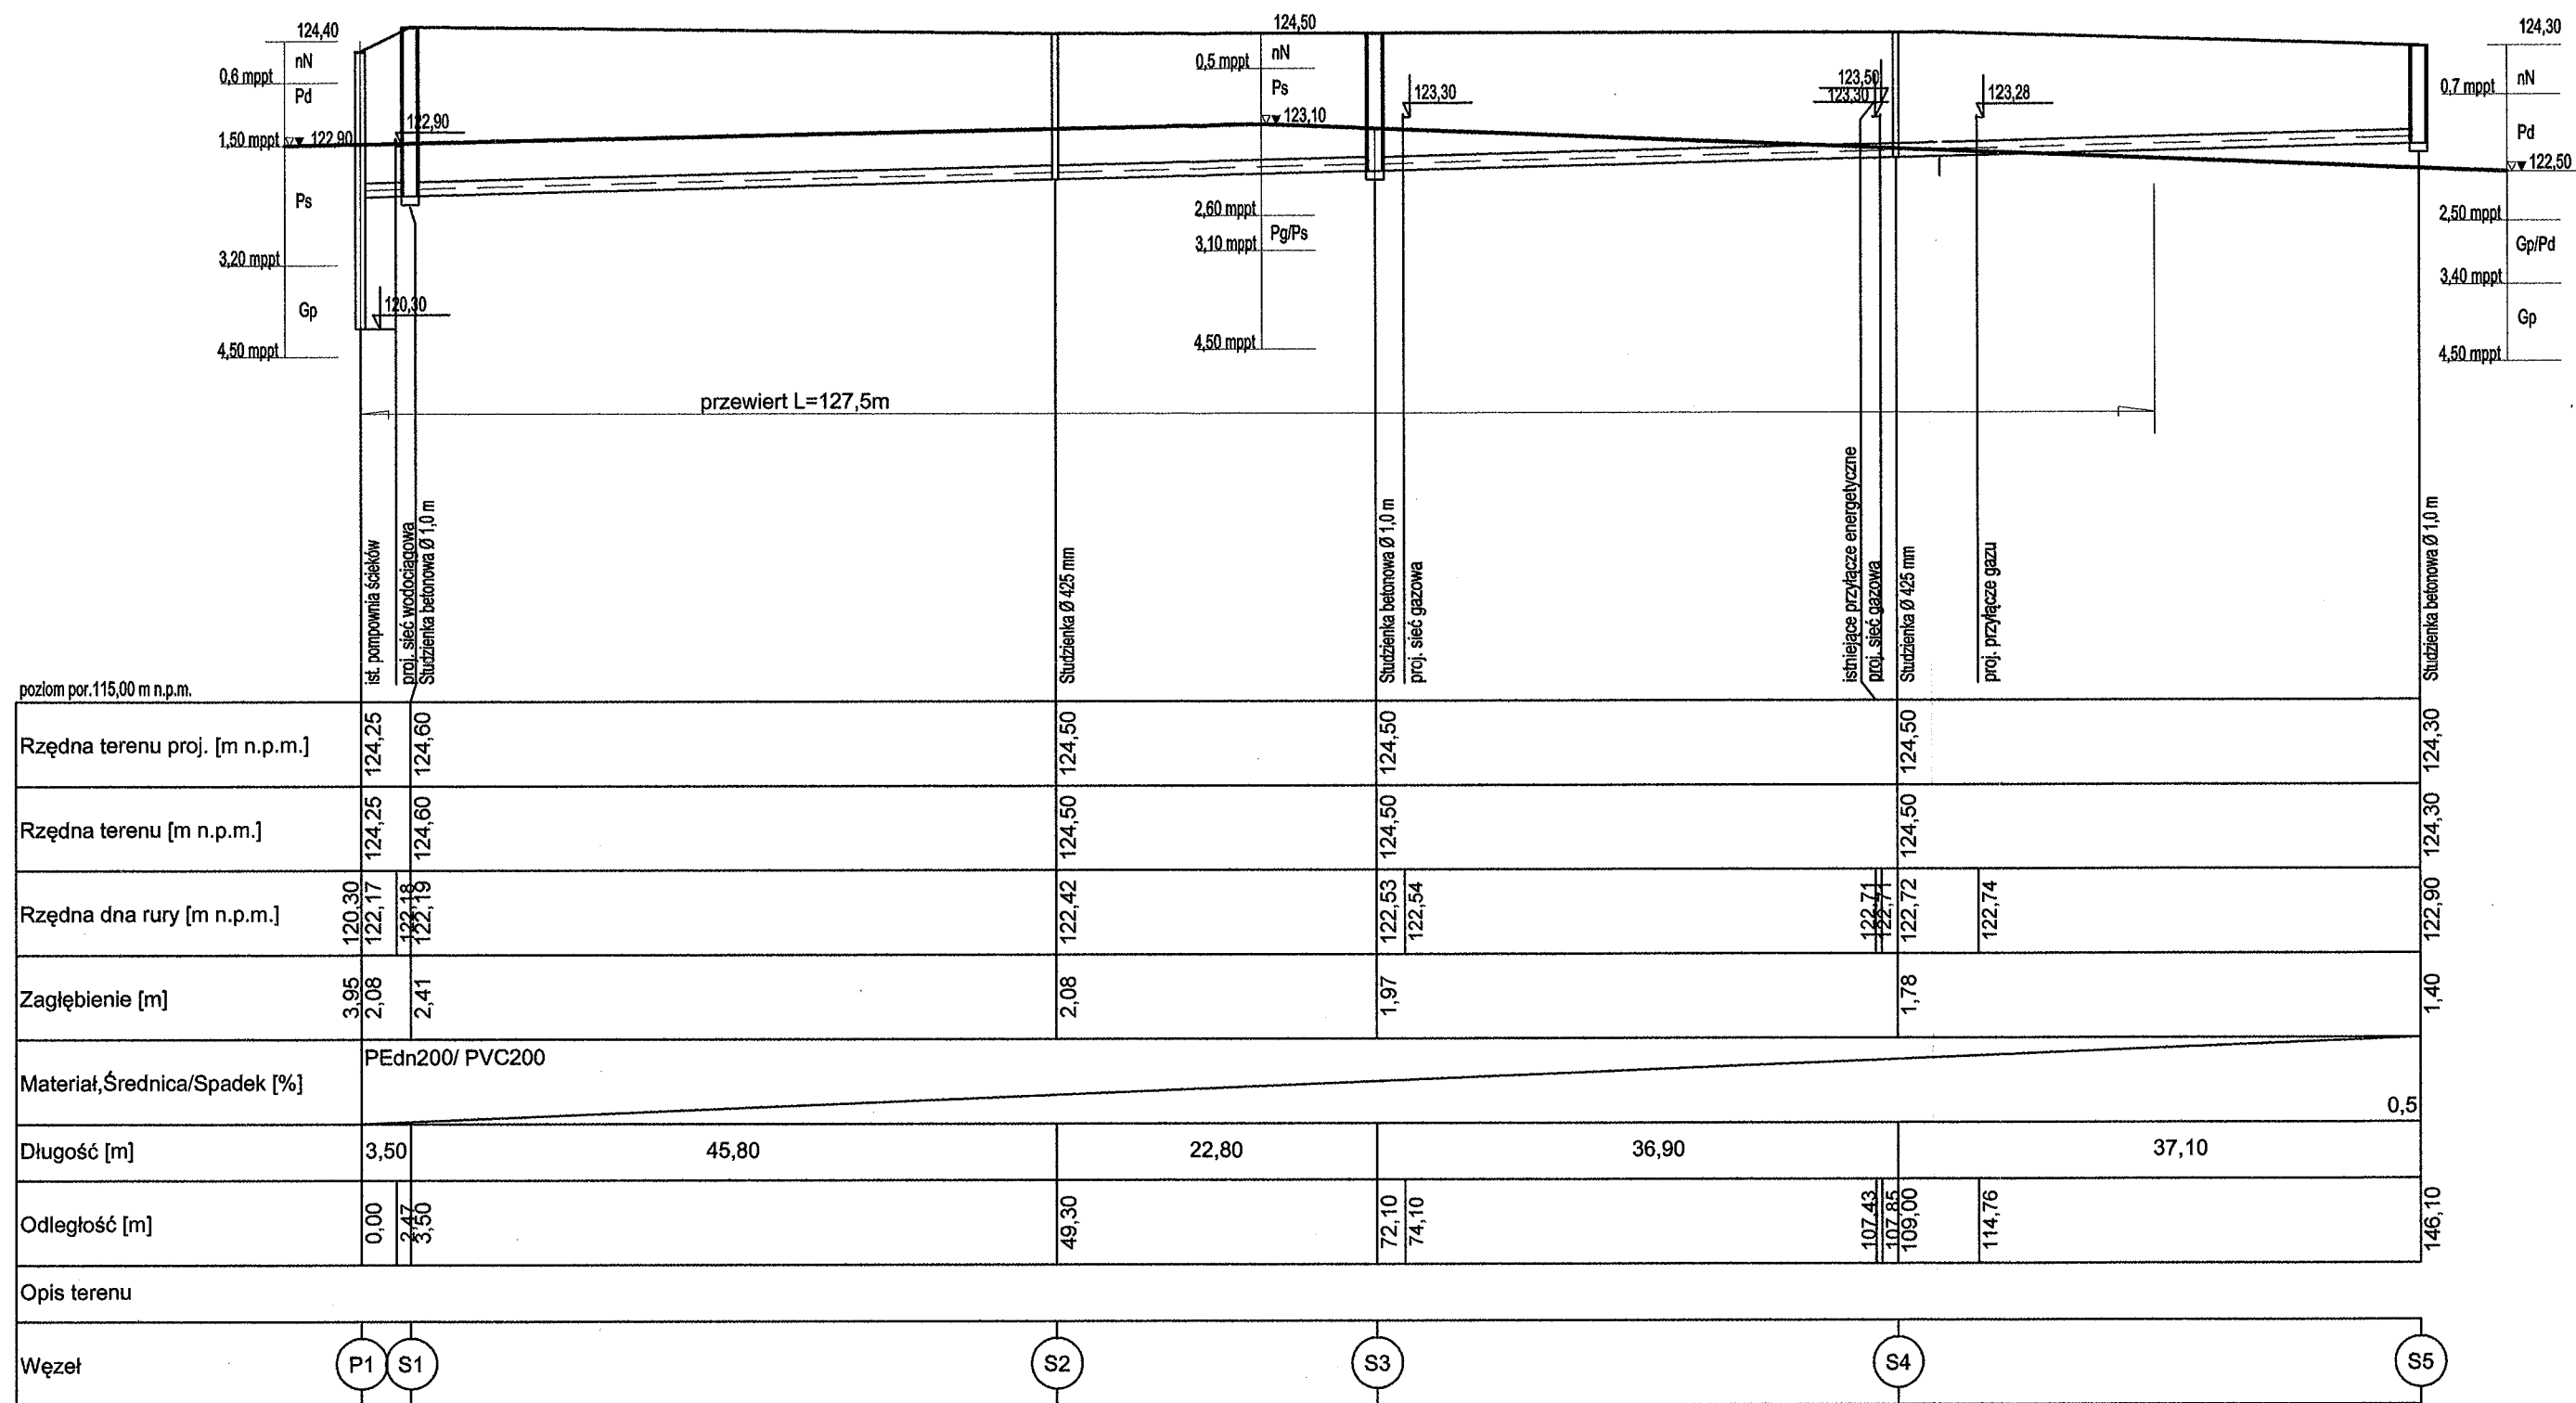 124,40
nN
0,6 mppt
Pd
1,50 mppt
122,90
122,90
Ps
3,20 mppt
120,30
Gp
4,50 mppt
124,50
nN
0,5 mppt
Ps
123,10
2,60 mppt
Pg/Ps
3,10 mppt
4,50 mppt
123,30
123,50
123,30
123,28
124,30
nN
0,7 mppt
Pd
122,50
2,50 mppt
Gp/Pd
3,40 mppt
Gp
4,50 mppt
przewiert L=127,5m
ist. pompownia ścieków
proj. sieć wodociągowa
Studzienka betonowa Ø 1,0 m
Studzienka Ø 425 mm
Studzienka betonowa Ø 1,0 m
proj. sieć gazowa
istniejące przyłącze energetyczne
proj. sieć gazowa
Studzienka Ø 425 mm
proj. przyłącze gazu
Studzienka betonowa Ø 1,0 m
poziom por.115,00 m n.p.m.
Rzędna terenu proj. [m n.p.m.] 124,25 124,60 124,50 124,50 124,50 124,30
Rzędna terenu [m n.p.m.] 124,25 124,60 124,50 124,50 124,50 124,30
Rzędna dna rury [m n.p.m.] 120,30 122,17 122,18 122,19 122,42 122,53 122,54 122,71 122,71 122,72 122,74 122,90
Zagłębienie [m] 3,95 2,08 2,41 2,08 1,97 1,78 1,40
Materiał,Średnica/Spadek [%] PEdn200/ PVC200 0,5
Długość [m] 3,50 45,80 22,80 36,90 37,10
Odległość [m] 0,00 2,47 3,50 49,30 72,10 74,10 107,43 107,85 109,00 114,76 146,10
Opis terenu
Węzeł P1 S1 S2 S3 S4 S5